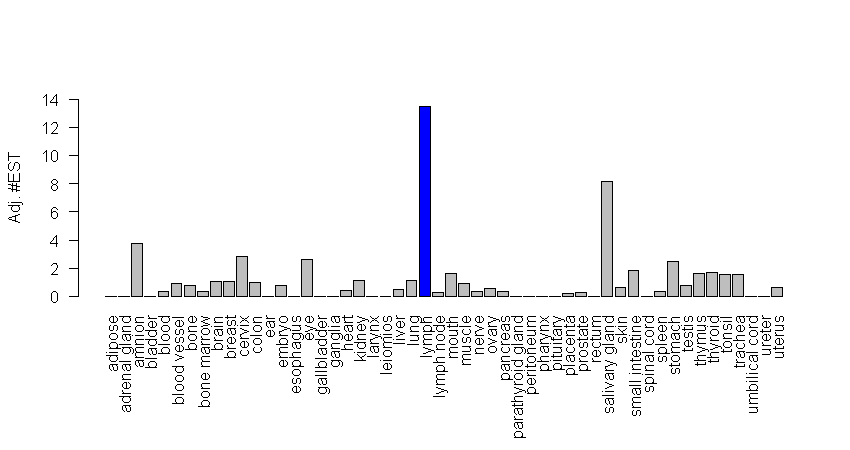 Adj. #EST
14
12
10
8
6
4
2
0
adipose
adrenal gland
amnion
bladder
blood
blood vessel
bone
bone marrow
brain
breast
cervix
colon
ear
embryo
esophagus
eye
gallbladder
ganglia
heart
kidney
larynx
leiomios
liver
lung
lymph
lymph node
mouth
muscle
nerve
ovary
pancreas
parathyroid gland
peritoneum
pharynx
pituitary
placenta
prostate
rectum
salivary gland
skin
small intestine
spinal cord
spleen
stomach
testis
thymus
thyroid
tonsil
trachea
umbilical cord
ureter
uterus